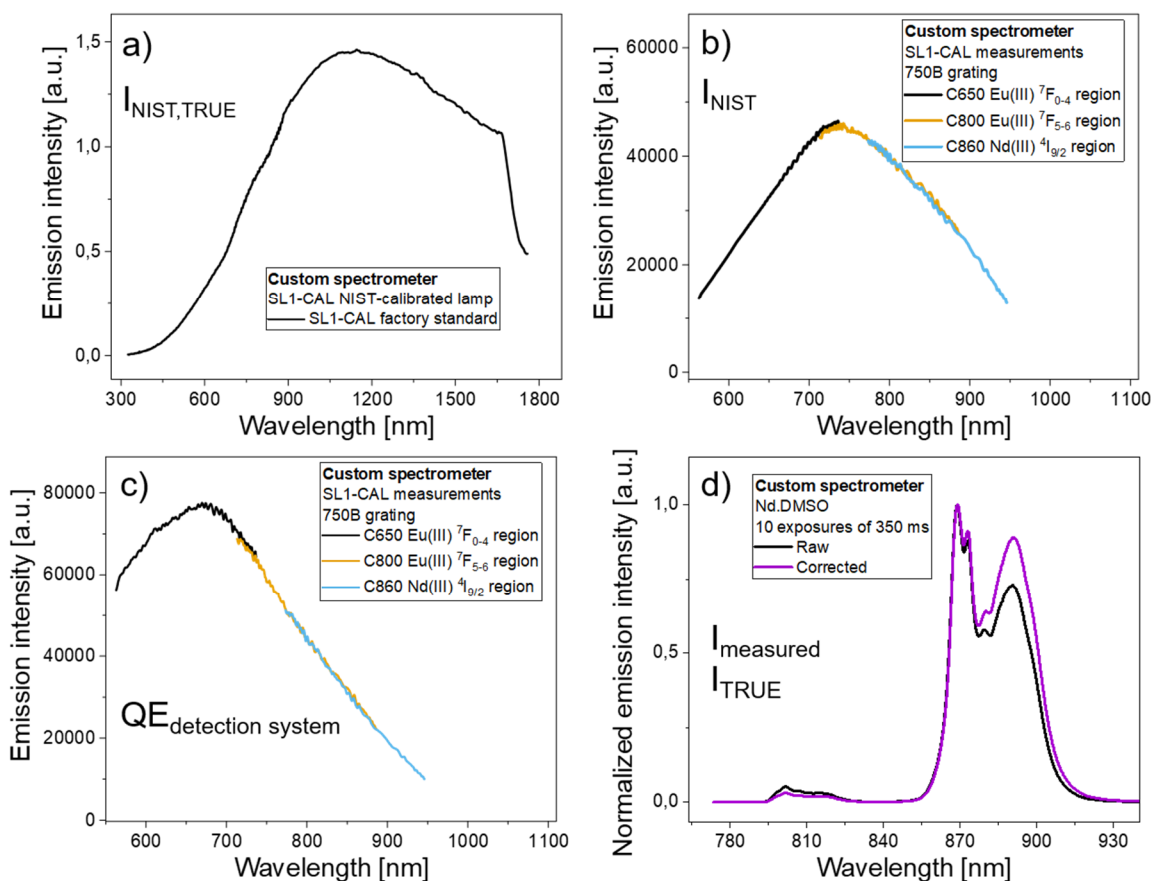 a)
I_NIST,TRUE
Emission intensity [a.u.]
1,5
1,0
0,5
0,0
Custom spectrometer
SL1-CAL NIST-calibrated lamp
SL1-CAL factory standard
300 600 900 1200 1500 1800
Wavelength [nm]
b)
I_NIST
Emission intensity [a.u.]
60000
40000
20000
0
Custom spectrometer
SL1-CAL measurements
750B grating
C650 Eu(III) ⁷F₀₋₄ region
C800 Eu(III) ⁷F₅₋₆ region
C860 Nd(III) ⁴I₉/₂ region
600 700 800 900 1000 1100
Wavelength [nm]
c)
QE_detection system
Emission intensity [a.u.]
80000
60000
40000
20000
0
Custom spectrometer
SL1-CAL measurements
750B grating
C650 Eu(III) ⁷F₀₋₄ region
C800 Eu(III) ⁷F₅₋₆ region
C860 Nd(III) ⁴I₉/₂ region
600 700 800 900 1000 1100
Wavelength [nm]
d)
I_measured
I_TRUE
Normalized emission intensity [a.u.]
1,0
0,5
0,0
Custom spectrometer
Nd.DMSO
10 exposures of 350 ms
Raw
Corrected
780 810 840 870 900 930
Wavelength [nm]